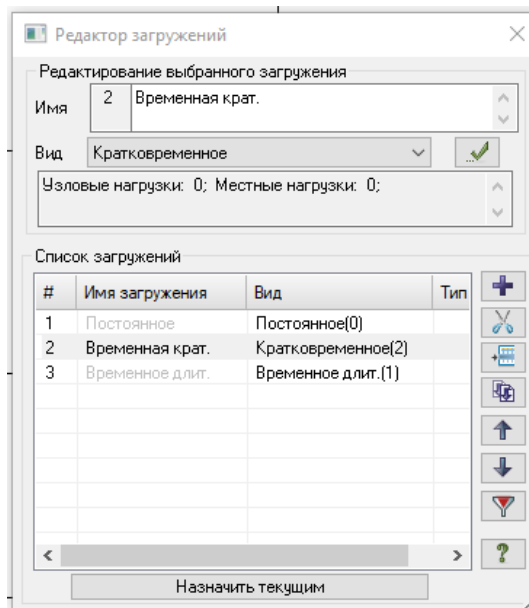 Редактор загружений
Редактирование выбранного загружения
Имя
2
Временная крат.
Вид
Кратковременное
Узловые нагрузки: 0; Местные нагрузки: 0;
Список загружений
# Имя загружения Вид Тип
1 Постоянное Постоянное(0)
2 Временная крат. Кратковременное(2)
3 Временное длит. Временное длит.(1)
Назначить текущим